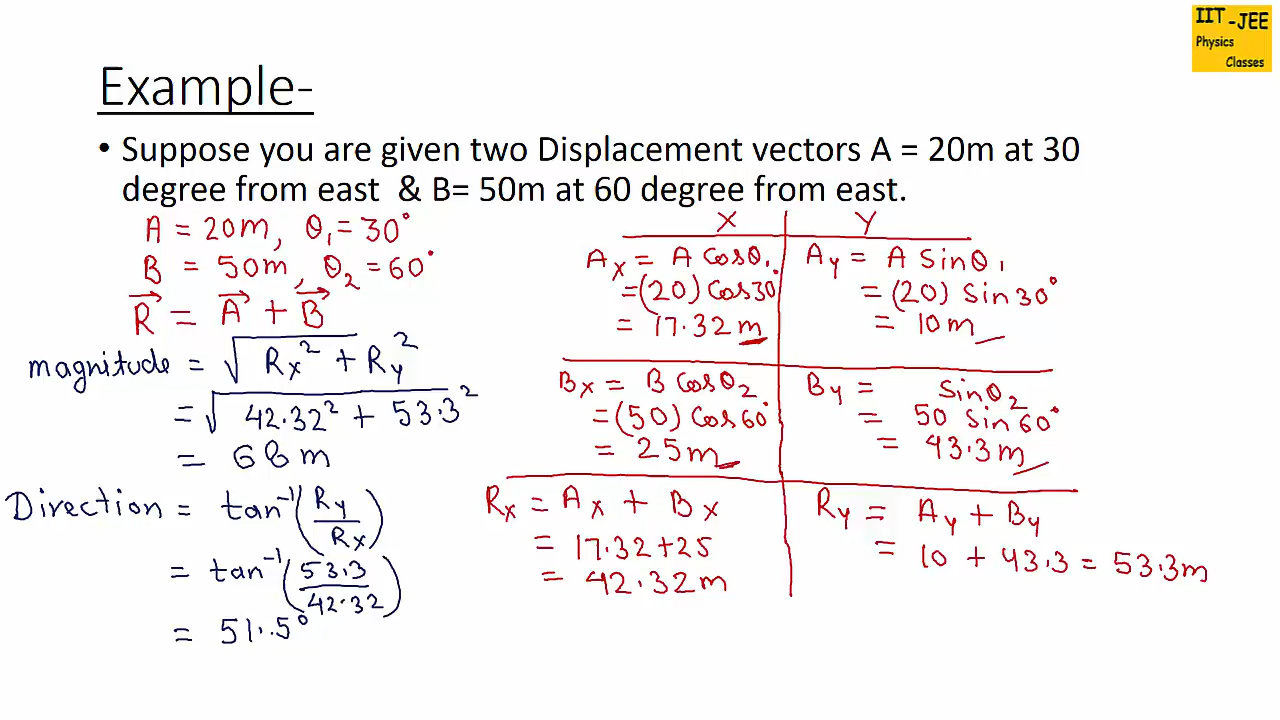 IIT-JEE
Physics
Classes
Example-
• Suppose you are given two Displacement vectors A = 20m at 30
degree from east & B= 50m at 60 degree from east.
A = 20m, θ₁ = 30°
B = 50m, θ₂ = 60°
R⃗ = A⃗ + B⃗
magnitude = √(Rx² + Ry²)
= √(42.32² + 53.3²)
= 68m
Direction = tan⁻¹(Ry/Rx)
= tan⁻¹(53.3/42.32)
= 51.5°
X Y
Ax = A Cosθ₁
= (20) Cos30°
= 17.32m
Ay = A Sinθ₁
= (20) Sin30°
= 10m
Bx = B Cosθ₂
= (50) Cos60°
= 25m
By = Sinθ₂
= 50 Sin60°
= 43.3m
Rx = Ax + Bx
= 17.32+25
= 42.32m
Ry = Ay + By
= 10 + 43.3 = 53.3m